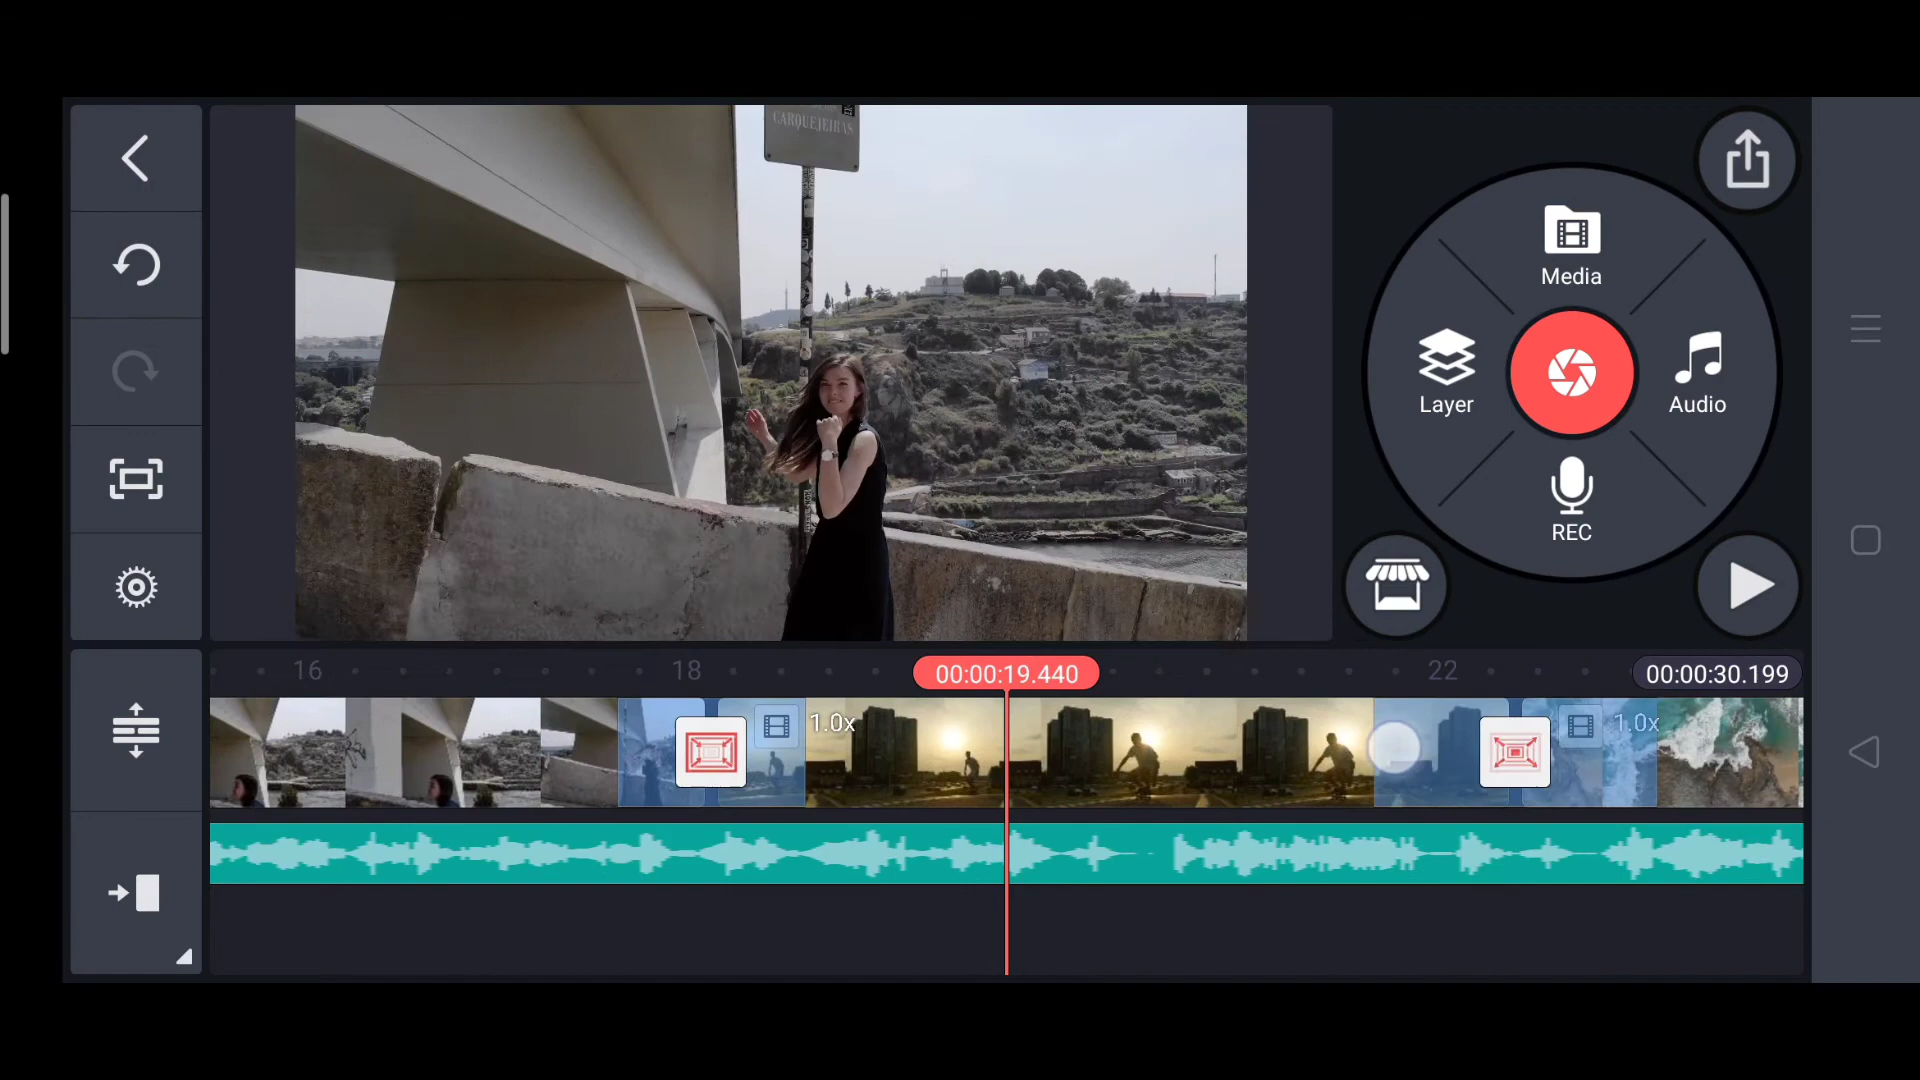 CARQUEJEIRAS
Media
Layer
Audio
REC
16
18
00:00:19.440
22
00:00:30.199
1.0x
1.0x